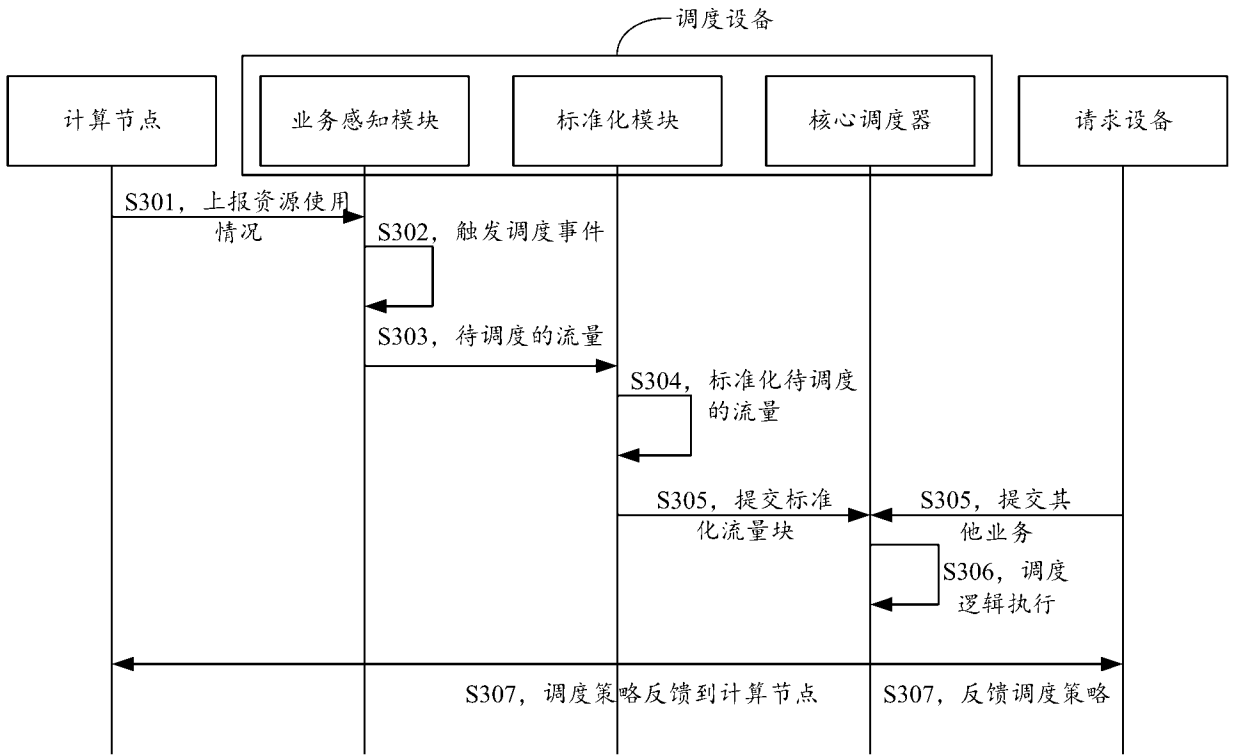 调度设备
计算节点
业务感知模块
标准化模块
核心调度器
请求设备
S301，上报资源使用
情况
S302，触发调度事件
S303，待调度的流量
S304，标准化待调度
的流量
S305，提交标准
化流量块
S305，提交其
他业务
S306，调度
逻辑执行
S307，调度策略反馈到计算节点
S307，反馈调度策略